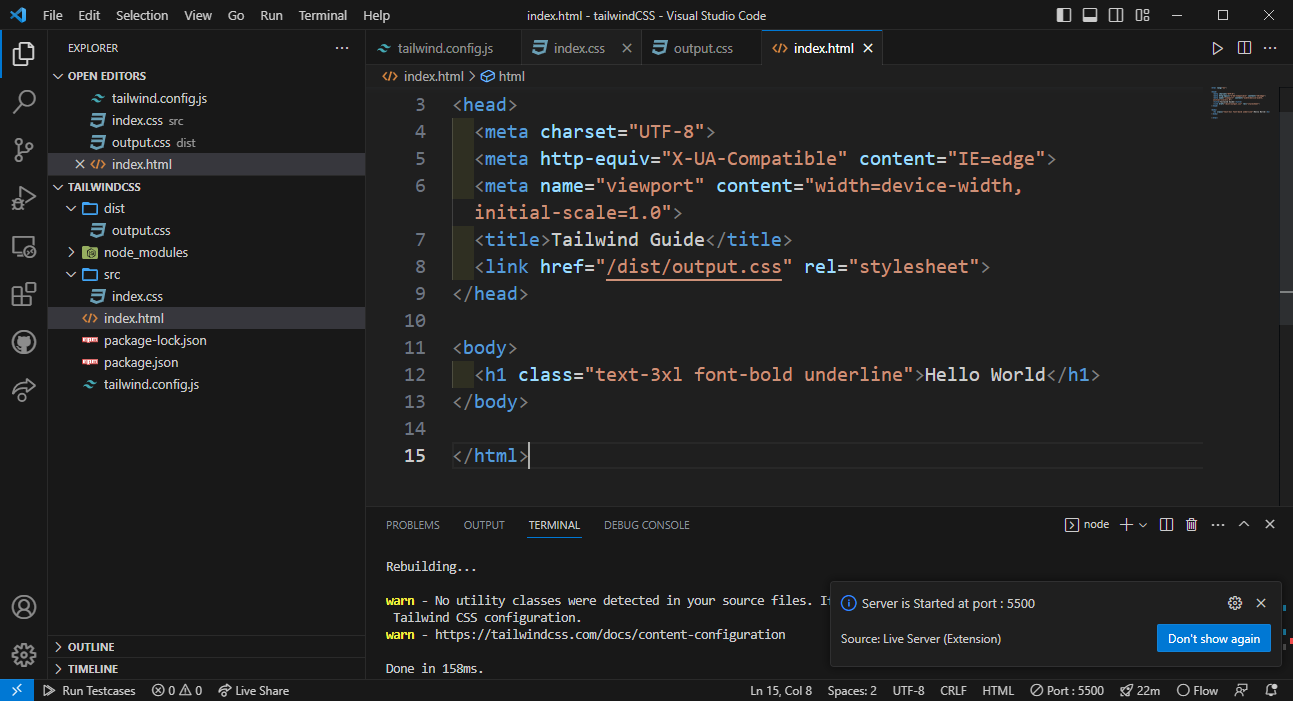 File Edit Selection View Go Run Terminal Help
index.html - tailwindCSS - Visual Studio Code
EXPLORER
OPEN EDITORS
tailwind.config.js
index.css src
output.css dist
index.html
TAILWINDCSS
dist
output.css
node_modules
src
index.css
index.html
package-lock.json
package.json
tailwind.config.js
OUTLINE
TIMELINE
tailwind.config.js index.css output.css index.html
index.html > html
3 <head>
4 <meta charset="UTF-8">
5 <meta http-equiv="X-UA-Compatible" content="IE=edge">
6 <meta name="viewport" content="width=device-width,
initial-scale=1.0">
7 <title>Tailwind Guide</title>
8 <link href="/dist/output.css" rel="stylesheet">
9 </head>
10
11 <body>
12 <h1 class="text-3xl font-bold underline">Hello World</h1>
13 </body>
14
15 </html>
PROBLEMS OUTPUT TERMINAL DEBUG CONSOLE
node
Rebuilding...
warn - No utility classes were detected in your source files.
Tailwind CSS configuration.
warn - https://tailwindcss.com/docs/content-configuration
Done in 158ms.
Server is Started at port : 5500
Source: Live Server (Extension)
Don't show again
Run Testcases 0 0 Live Share Ln 15, Col 8 Spaces: 2 UTF-8 CRLF HTML Port : 5500 22m Flow